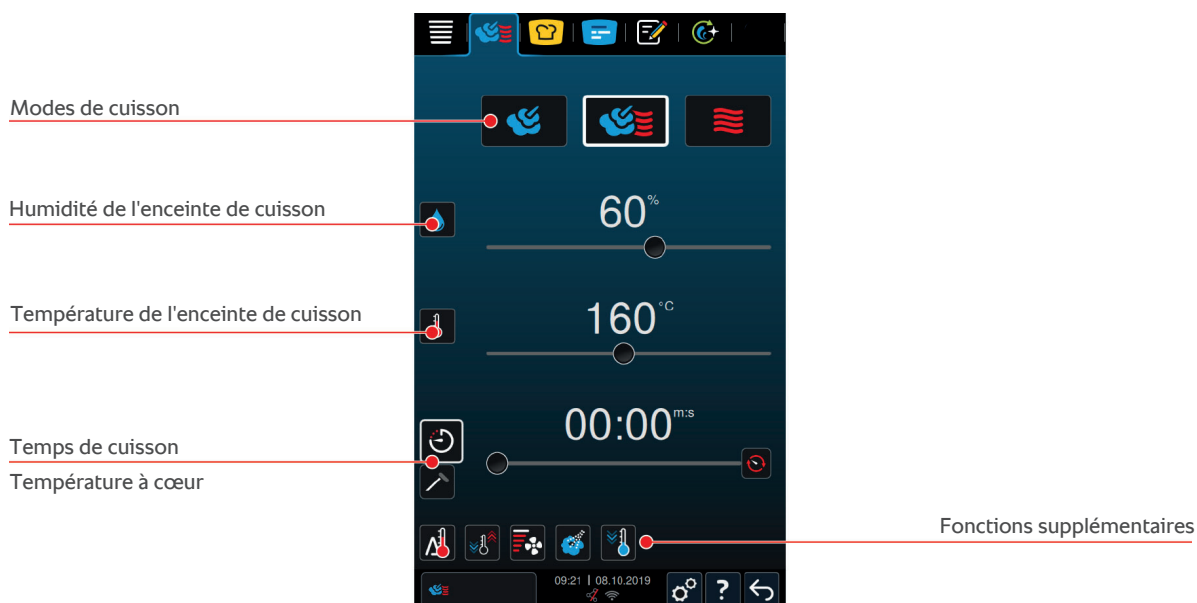 Modes de cuisson
Humidité de l'enceinte de cuisson
60%
Température de l'enceinte de cuisson
160°C
00:00 m:s
Temps de cuisson
Température à cœur
Fonctions supplémentaires
09:21 | 08.10.2019
?